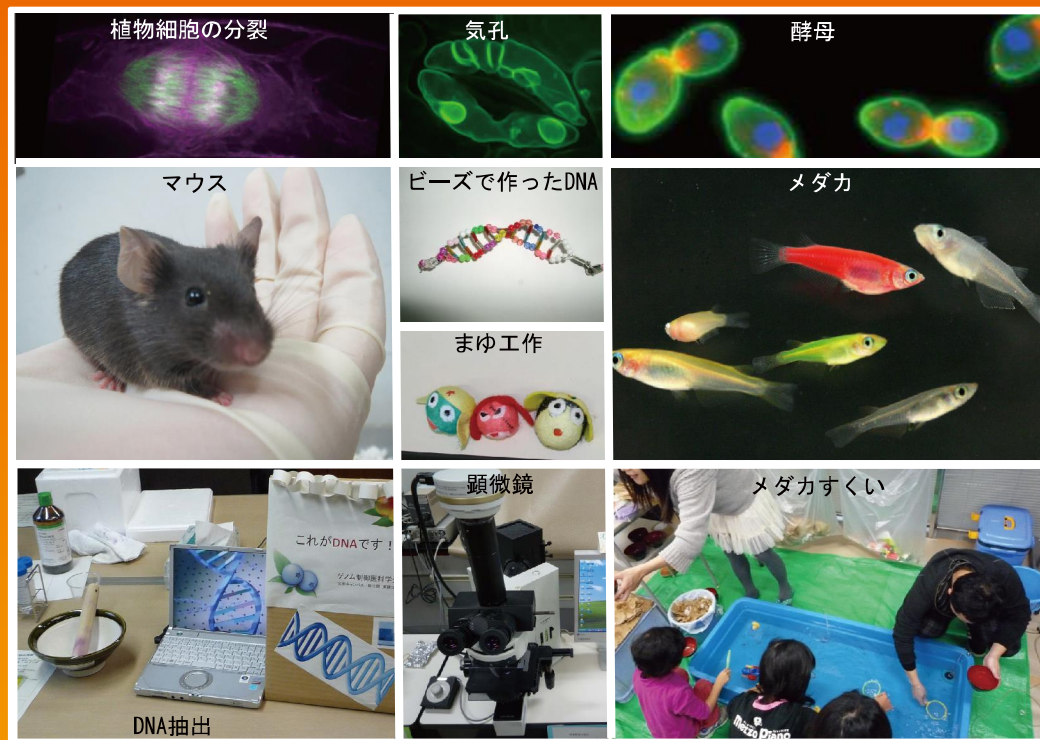 植物細胞の分裂
気孔
酵母
マウス
ビーズで作ったDNA
メダカ
まゆ工作
顕微鏡
メダカすくい
これがDNAです!
DNA抽出
mezzo piano